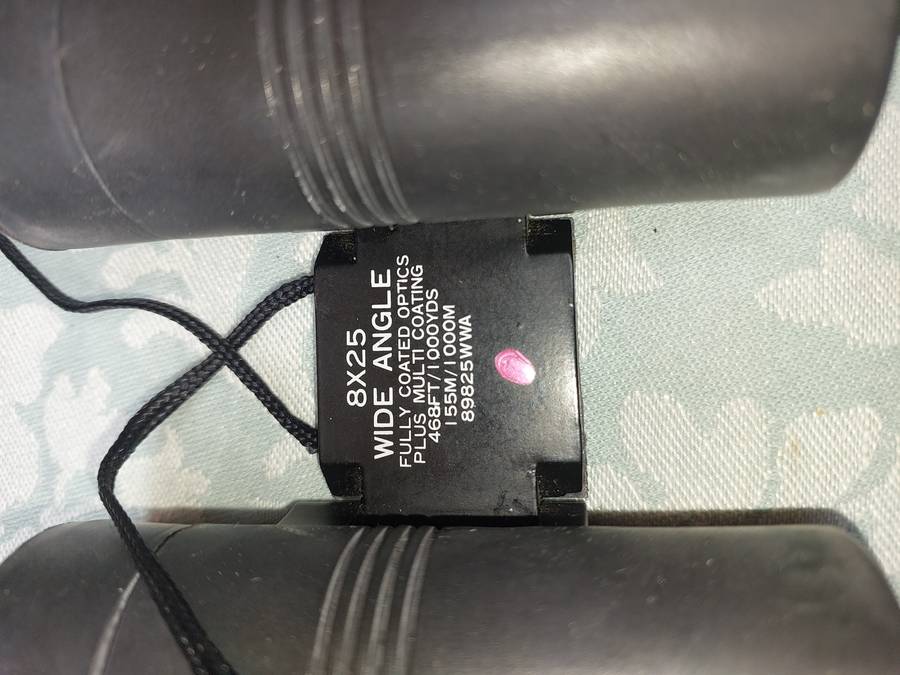 8X25
WIDE ANGLE
FULLY COATED OPTICS
PLUS MULTI COATING
468FT/1000YDS
155M/1000M
89825WWA